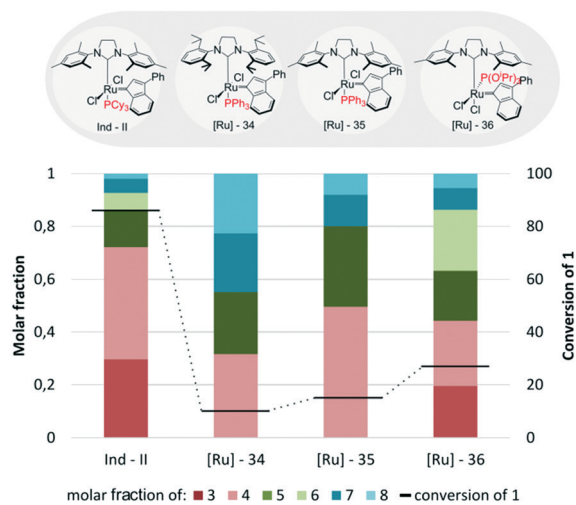 N N
Cl
Ru
Ph
Cl
PCy3
Ind - II
N N
Cl
Ru
Ph
Cl
PPh3
[Ru] - 34
N N
Cl
Ru
Ph
Cl
PPh3
[Ru] - 35
N N
P(OiPr)3
Ph
Ru
Cl
Cl
[Ru] - 36
Molar fraction
1
0,8
0,6
0,4
0,2
0
100
80
60
40
20
0
Conversion of 1
Ind - II [Ru] - 34 [Ru] - 35 [Ru] - 36
molar fraction of: 3 4 5 6 7 8 conversion of 1